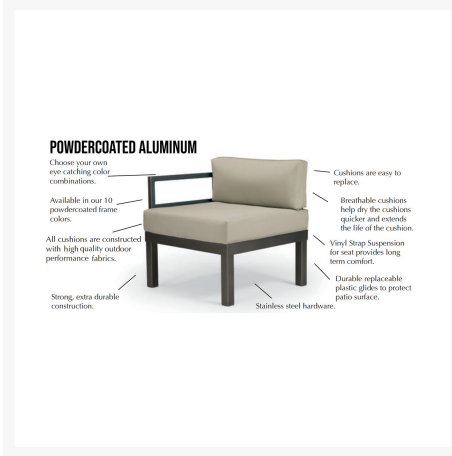 POWDERCOATED ALUMINUM
Choose your own
eye catching color
combinations.
Available in our 10
powdercoated frame
colors.
All cushions are constructed
with high quality outdoor
performance fabrics.
Strong, extra durable
construction.
Cushions are easy to
replace.
Breathable cushions
help dry the cushions
quicker and extends
the life of the cushion.
Vinyl Strap Suspension
for seat provides long
term comfort.
Durable replaceable
plastic glides to protect
patio surface.
Stainless steel hardware.